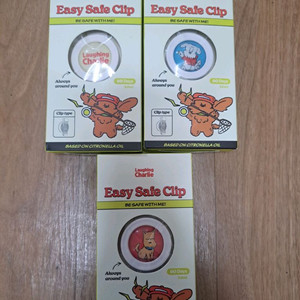 Easy Safe Clip
BE SAFE WITH ME!
Laughing
Charlie
Always
around you
Clip type
BASED ON CITRONELLA OIL
Easy Safe Clip
BE SAFE WITH ME!
Always
around you
Clip type
BASED ON CITRONELLA OIL
Laughing
Charlie
Easy Safe Clip
BE SAFE WITH ME!
Always
around you